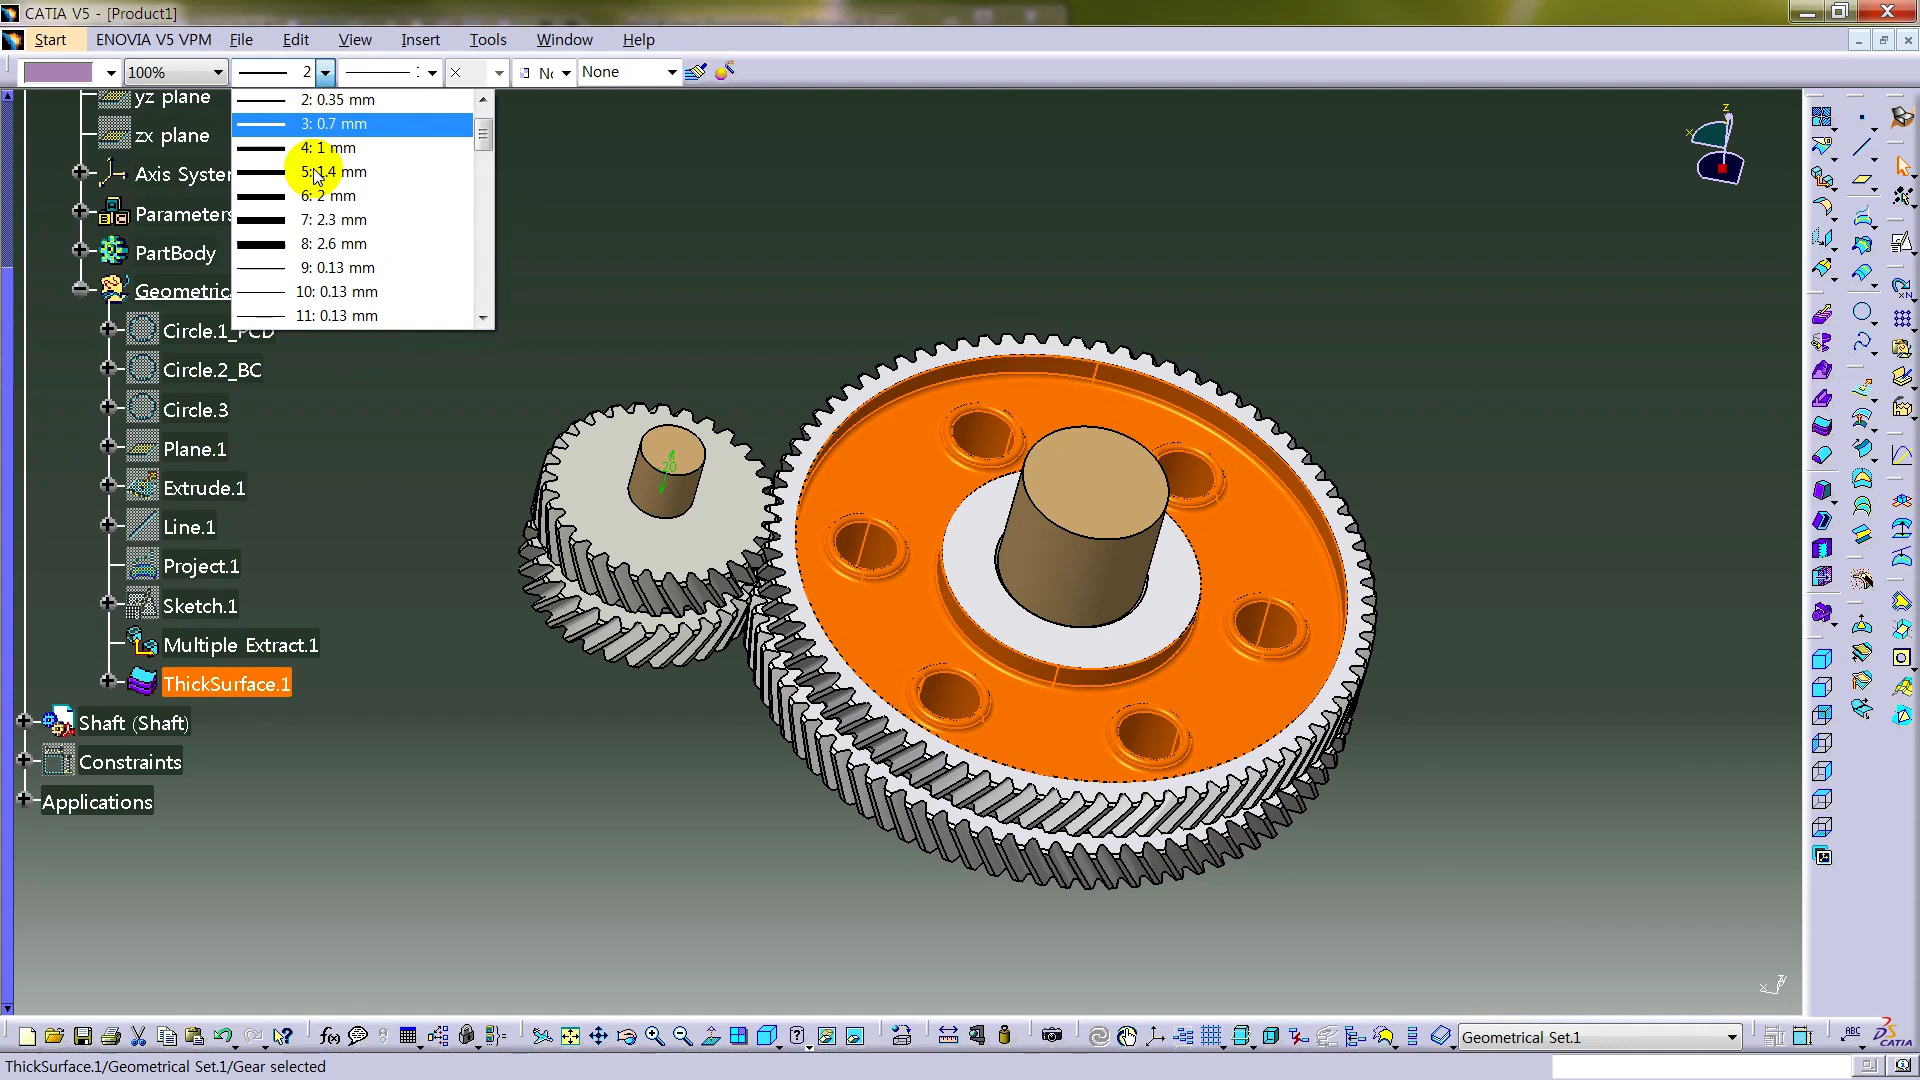 CATIA V5 - [Product1]
Start ENOVIA V5 VPM File Edit View Insert Tools Window Help
100% 2 None
2: 0.35 mm
3: 0.7 mm
4: 1 mm
5: 1.4 mm
6: 2 mm
7: 2.3 mm
8: 2.6 mm
9: 0.13 mm
10: 0.13 mm
11: 0.13 mm
yz plane
zx plane
Axis System
Parameters
PartBody
Geometric
Circle.1_PCD
Circle.2_BC
Circle.3
Plane.1
Extrude.1
Line.1
Project.1
Sketch.1
Multiple Extract.1
ThickSurface.1
Shaft (Shaft)
Constraints
Applications
20
z
x
Geometrical Set.1
ABC
CATIA
ThickSurface.1/Geometrical Set.1/Gear selected